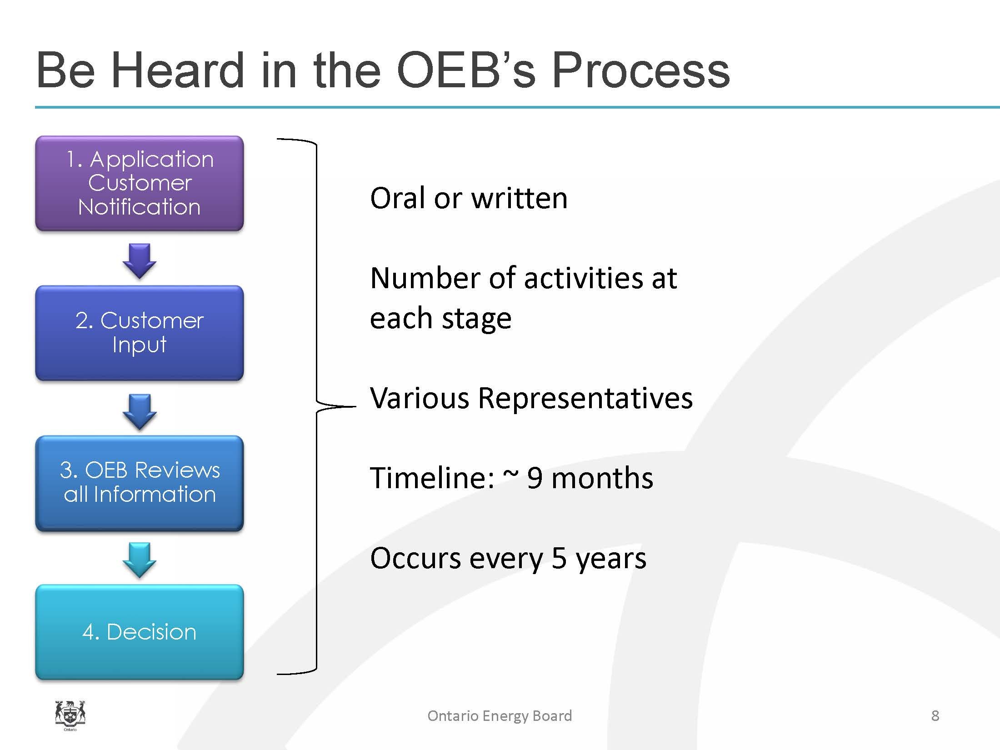 Be Heard in the OEB’s Process
1. Application
Customer
Notification
2. Customer
Input
3. OEB Reviews
all Information
4. Decision
Oral or written
Number of activities at
each stage
Various Representatives
Timeline: ~ 9 months
Occurs every 5 years
Ontario
Ontario Energy Board
8